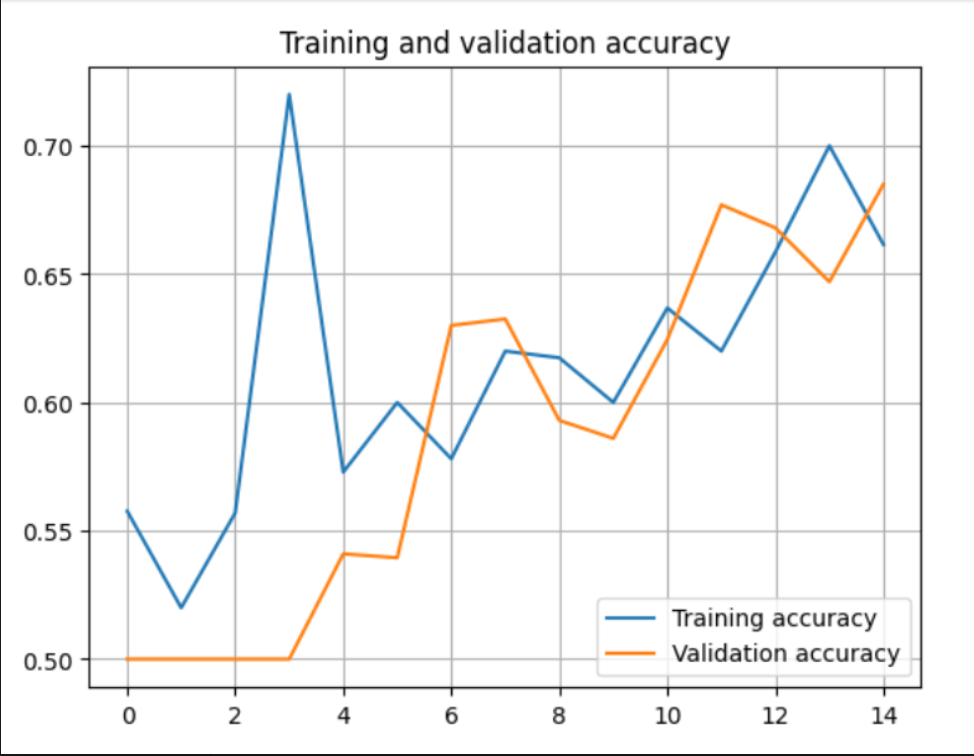 Training and validation accuracy
0.70
0.65
0.60
0.55
0.50
Training accuracy
Validation accuracy
0 2 4 6 8 10 12 14